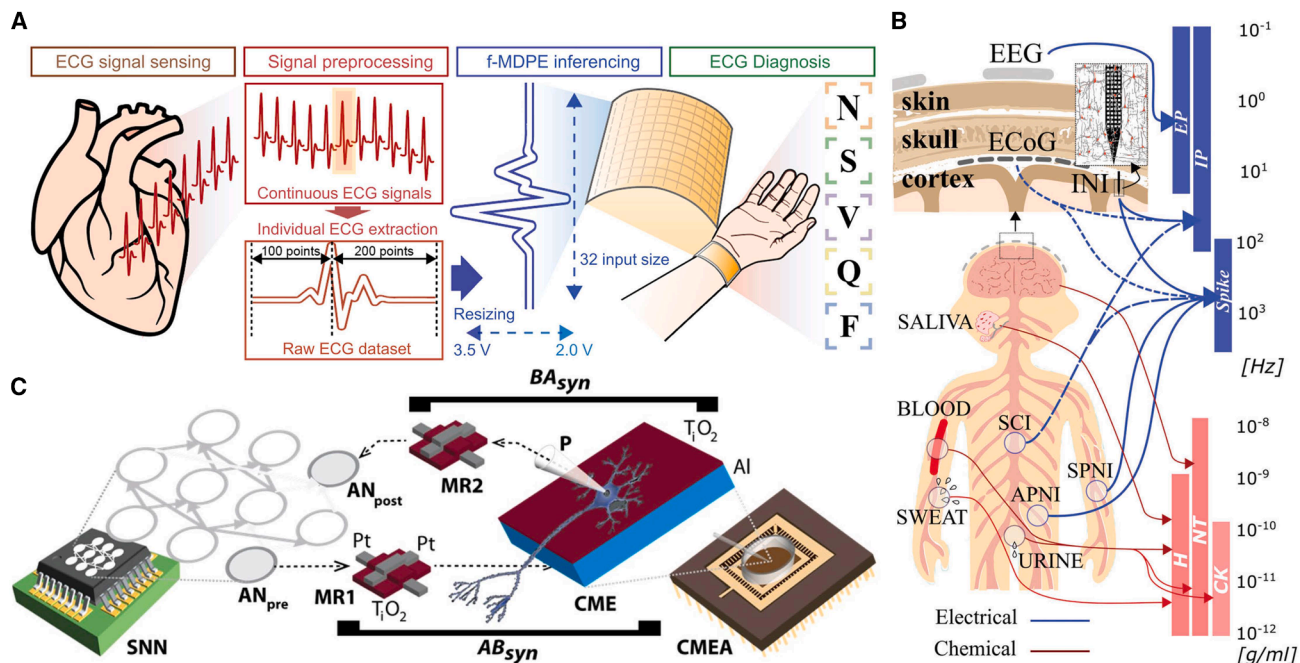 A
ECG signal sensing
Signal preprocessing
f-MDPE inferencing
ECG Diagnosis
Continuous ECG signals
Individual ECG extraction
100 points
200 points
Raw ECG dataset
Resizing
3.5 V
2.0 V
32 input size
N
S
V
Q
F
B
EEG
skin
skull
ECoG
cortex
INI
EP
IP
Spike
10⁻¹
10⁰
10¹
10²
10³
[Hz]
SALIVA
BLOOD
SCI
SPNI
APNI
SWEAT
URINE
H
NT
CK
10⁻⁸
10⁻⁹
10⁻¹⁰
10⁻¹¹
10⁻¹²
[g/ml]
Electrical
Chemical
C
BAsyn
TiO2
Al
P
ANpost
MR2
Pt
Pt
ANpre
MR1
TiO2
CME
SNN
ABsyn
CMEA